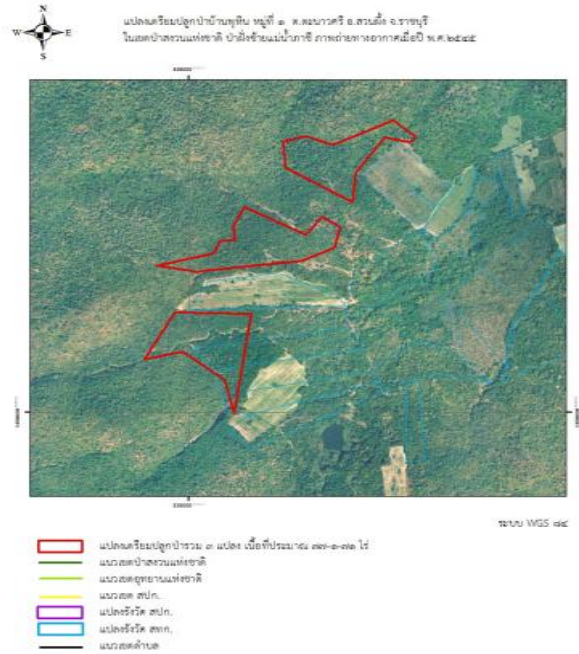 N
W E
S
แปลงเตรียมปลูกป่าบ้านพุหิน หมู่ที่ ๑ ต.ตะนาวศรี อ.สวนผึ้ง จ.ราชบุรี
ในเขตป่าสงวนแห่งชาติ ป่าฝั่งซ้ายแม่น้ำภาชี ภาพถ่ายทางอากาศเมื่อปี พ.ศ.๒๕๔๕
ระบบ WGS ๘๔
แปลงเตรียมปลูกป่ารวม ๓ แปลง เนื้อที่ประมาณ ไร่
แนวเขตป่าสงวนแห่งชาติ
แนวเขตอุทยานแห่งชาติ
แนวเขต สปก.
แปลงรังวัด สปก.
แปลงรังวัด สทก.
แนวเขตตำบล